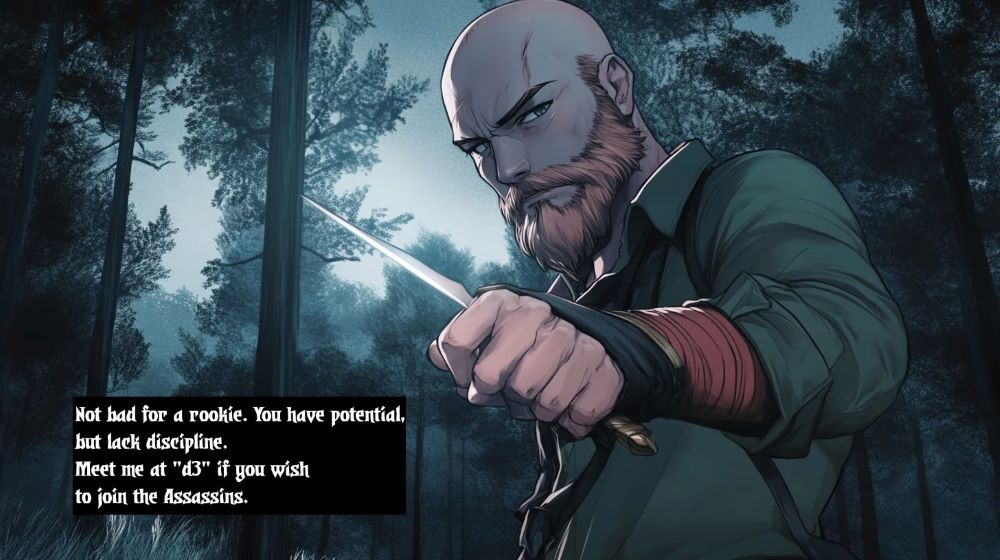 Not bad for a rookie. You have potential,
but lack discipline.
Meet me at "d3" if you wish
to join the Assassins.